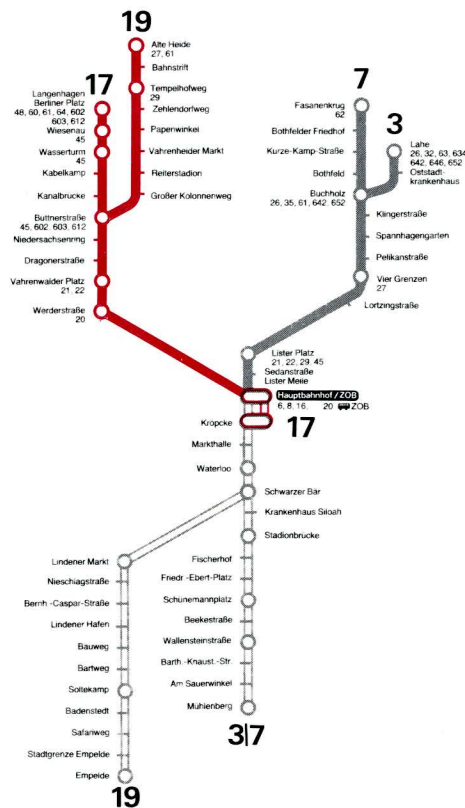 19
Alte Heide
27, 61
Bahnstrift
Tempelhofweg
29
Zehlendorfweg
Papenwinkel
Vahrenheider Markt
Reiterstadion
Großer Kolonnenweg
17
Langenhagen
Berliner Platz
48, 60, 61, 64, 602
603, 612
Wiesenau
45
Wasserturm
45
Kabelkamp
Kanalbrücke
Büttnerstraße
45, 602, 603, 612
Niedersachsenring
Dragonerstraße
Vahrenwalder Platz
21, 22
Werderstraße
20
7
Fasanenkrug
62
Bothfelder Friedhof
Kurze-Kamp-Straße
Bothfeld
Buchholz
26, 35, 61, 642, 652
3
Lahe
26, 32, 63, 634
642, 646, 652
Oststadt-
krankenhaus
Klingerstraße
Spannhagengarten
Pelikanstraße
Vier Grenzen
27
Lortzingstraße
Lister Platz
21, 22, 29, 45
Sedanstraße
Lister Meile
Hauptbahnhof/ZOB
6, 8, 16, 20 ZOB
17
Kröpcke
Markthalle
Waterloo
Schwarzer Bär
Krankenhaus Siloah
Stadionbrücke
Fischerhof
Friedr.-Ebert-Platz
Schünemannplatz
Beekestraße
Wallensteinstraße
Barth.-Knaust.-Str.
Am Sauerwinkel
Mühlenberg
3|7
Lindener Markt
Nieschlagstraße
Bernh.-Caspar-Straße
Lindener Hafen
Bauweg
Bartweg
Soltekamp
Badenstedt
Safariweg
Stadtgrenze Empelde
Empelde
19